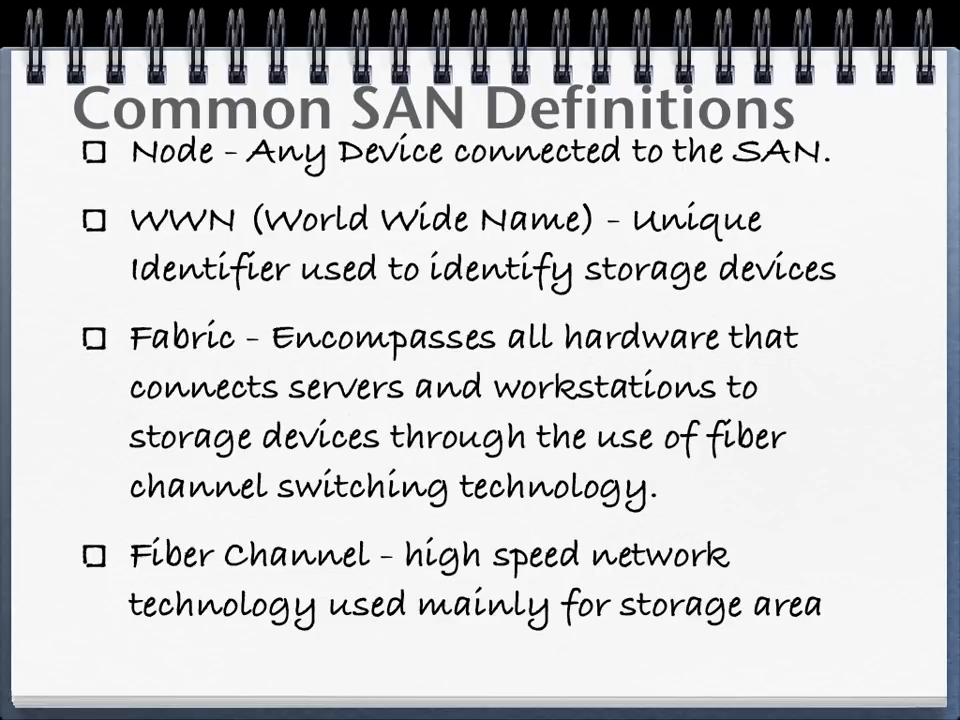 Common SAN Definitions
Node - Any Device connected to the SAN.
WWN (World Wide Name) - Unique
Identifier used to identify storage devices
Fabric - Encompasses all hardware that
connects servers and workstations to
storage devices through the use of fiber
channel switching technology.
Fiber Channel - high speed network
technology used mainly for storage area